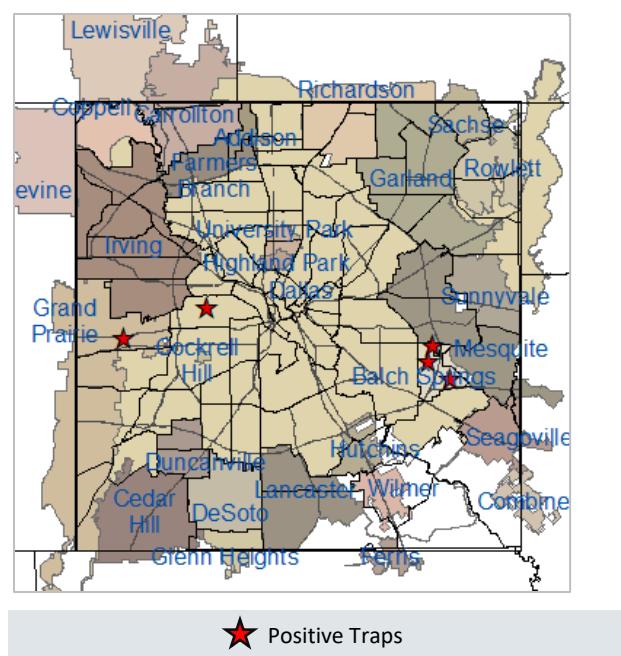 Lewisville
Richardson
Coppell
Carrollton
Sachse
Addison
Farmers
Branch
Rowlett
Garland
evine
University Park
Irving
Highland Park
Dallas
Sunnyvale
Grand
Prairie
Cockrell
Hill
Mesquite
Balch Springs
Seagoville
Hutchins
Duncanville
Lancaster
Wilmer
Cedar
Hill
DeSoto
Combine
Glenn Heights
Ferris
Positive Traps